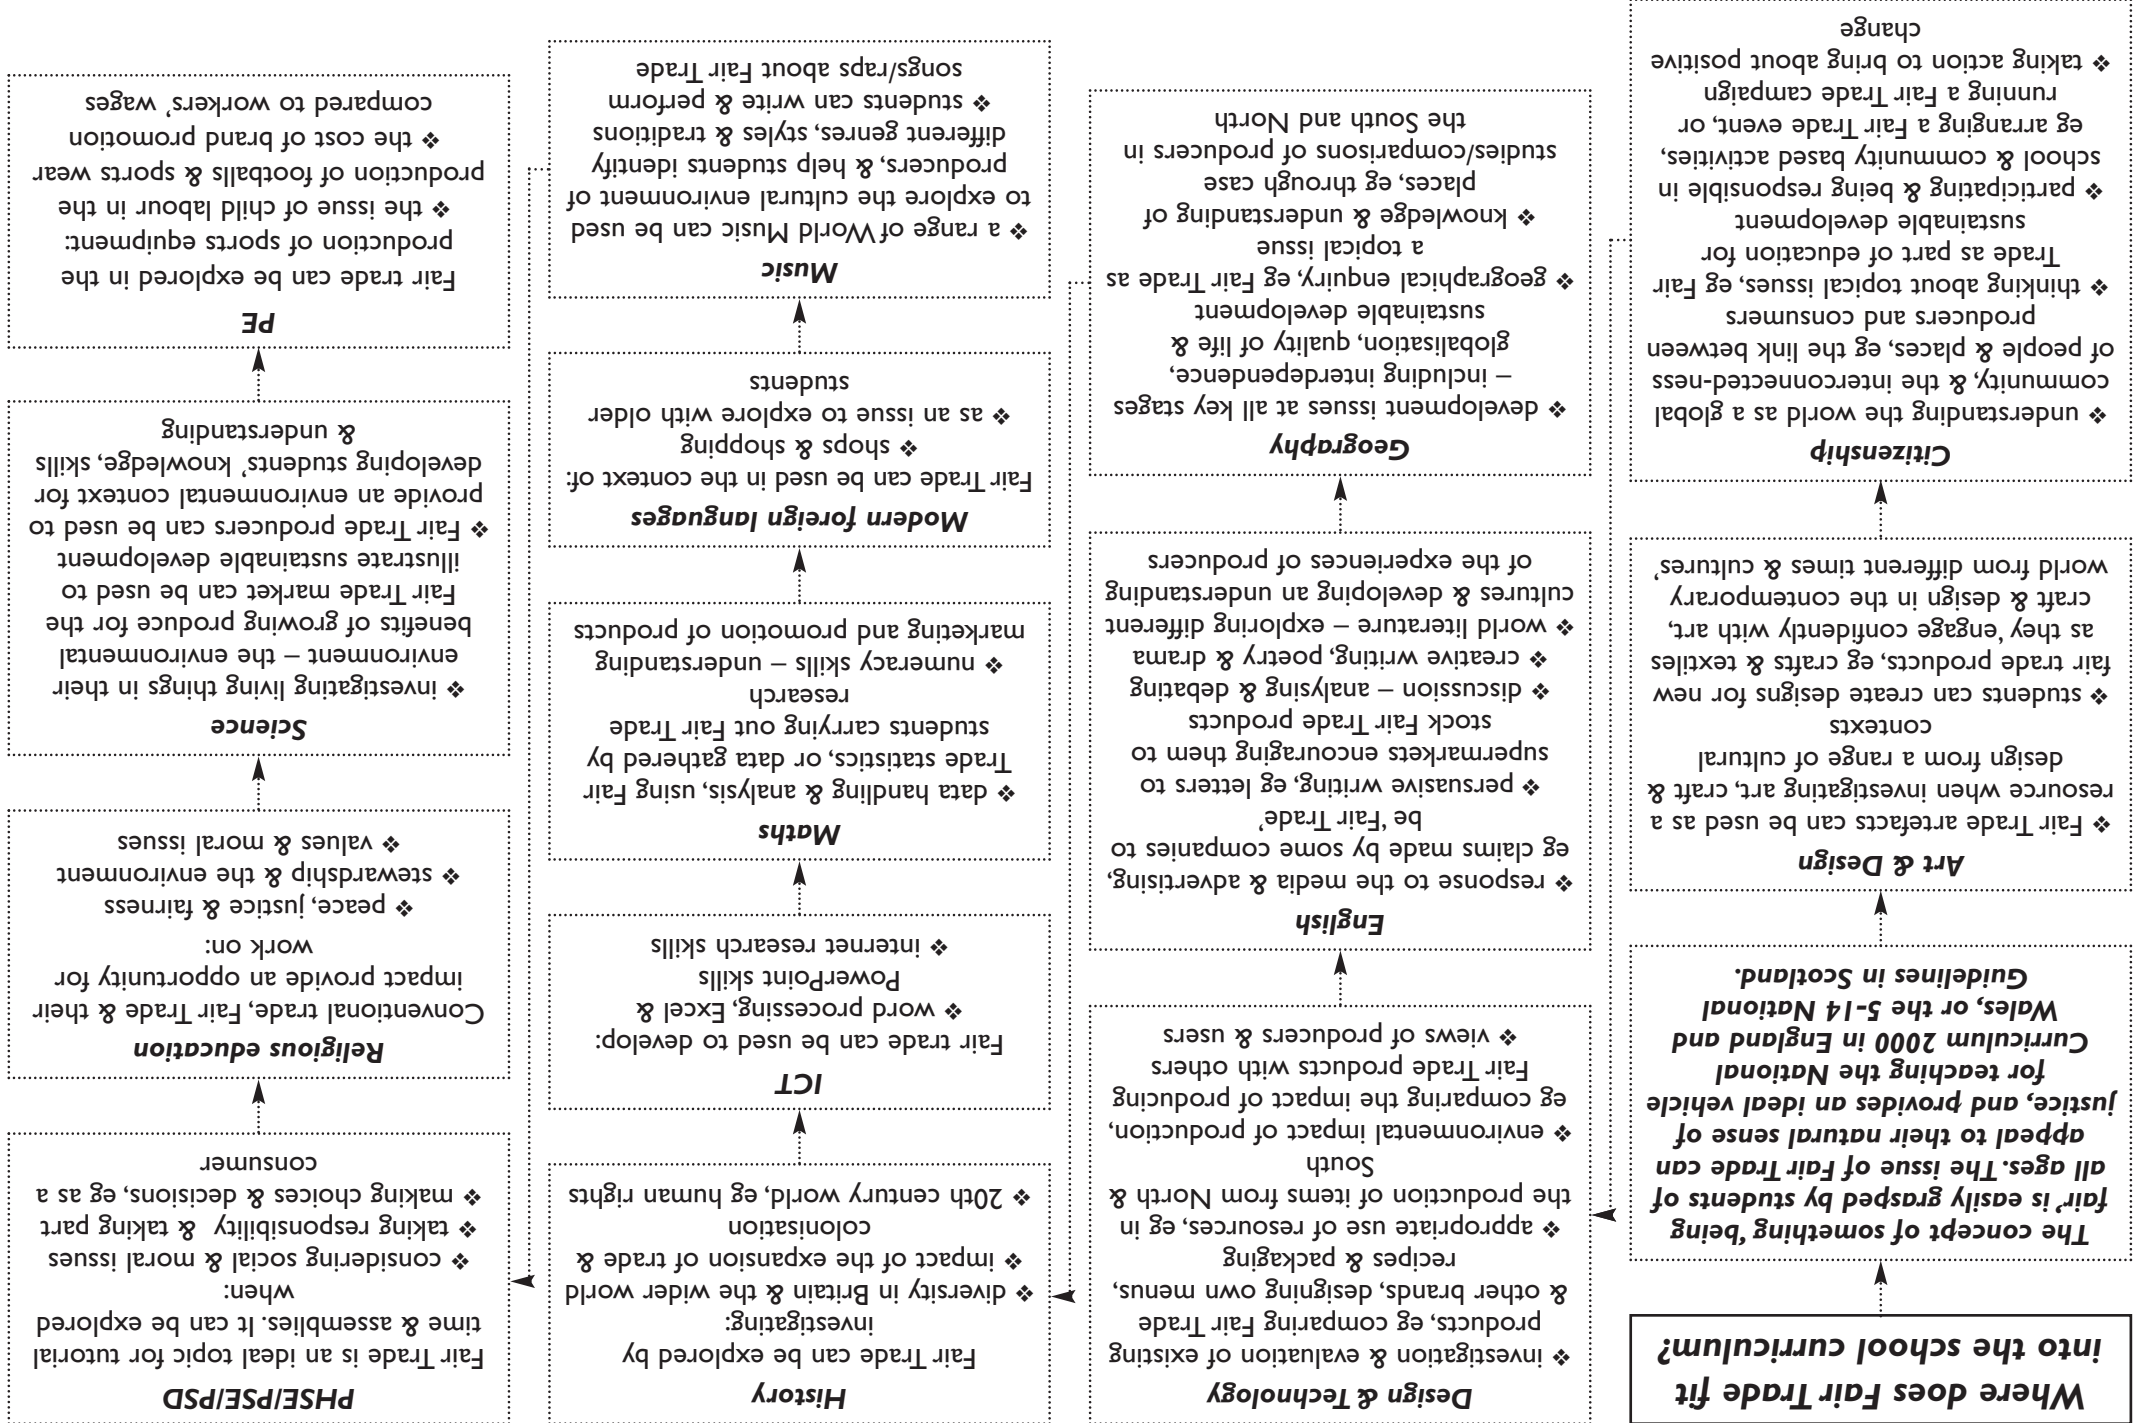 Where does Fair Trade fit
into the school curriculum?
The concept of something ‘being
fair’ is easily grasped by students of
all ages. The issue of Fair Trade can
appeal to their natural sense of
justice, and provides an ideal vehicle
for teaching the National
Curriculum 2000 in England and
Wales, or the 5-14 National
Guidelines in Scotland.
Art & Design
❖ Fair Trade artefacts can be used as a
resource when investigating art, craft &
design from a range of cultural
contexts
❖ students can create designs for new
fair trade products, eg crafts & textiles
as they ‘engage confidently with art,
craft & design in the contemporary
world from different times & cultures’
Citizenship
❖ understanding the world as a global
community, & the interconnected-ness
of people & places, eg the link between
producers and consumers
❖ thinking about topical issues, eg Fair
Trade as part of education for
sustainable development
❖ participating & being responsible in
school & community based activities,
eg arranging a Fair Trade event, or
running a Fair Trade campaign
❖ taking action to bring about positive
change
Design & Technology
❖ investigation & evaluation of existing
products, eg comparing Fair Trade
& other brands, designing own menus,
recipes & packaging
❖ appropriate use of resources, eg in
the production of items from North &
South
❖ environmental impact of production,
eg comparing the impact of producing
Fair Trade products with others
❖ views of producers & users
English
❖ response to the media & advertising,
eg claims made by some companies to
be ‘Fair Trade’
❖ persuasive writing, eg letters to
supermarkets encouraging them to
stock Fair Trade products
❖ discussion – analysing & debating
❖ creative writing, poetry & drama
❖ world literature – exploring different
cultures & developing an understanding
of the experiences of producers
Geography
❖ development issues at all key stages
– including interdependence,
globalisation, quality of life &
sustainable development
❖ geographical enquiry, eg Fair Trade as
a topical issue
❖ knowledge & understanding of
places, eg through case
studies/comparisons of producers in
the South and North
History
Fair Trade can be explored by
investigating:
❖ diversity in Britain & the wider world
❖ impact of the expansion of trade &
colonisation
❖ 20th century world, eg human rights
ICT
Fair trade can be used to develop:
❖ word processing, Excel &
PowerPoint skills
❖ internet research skills
Maths
❖ data handling & analysis, using Fair
Trade statistics, or data gathered by
students carrying out Fair Trade
research
❖ numeracy skills – understanding
marketing and promotion of products
Modern foreign languages
Fair Trade can be used in the context of:
❖ shops & shopping
❖ as an issue to explore with older
students
Music
❖ a range of World Music can be used
to explore the cultural environment of
producers, & help students identify
different genres, styles & traditions
❖ students can write & perform
songs/raps about Fair Trade
PHSE/PSE/PSD
Fair Trade is an ideal topic for tutorial
time & assemblies. It can be explored
when:
❖ considering social & moral issues
❖ taking responsibility & taking part
❖ making choices & decisions, eg as a
consumer
Religious education
Conventional trade, Fair Trade & their
impact provide an opportunity for
work on:
❖ peace, justice & fairness
❖ stewardship & the environment
❖ values & moral issues
Science
❖ investigating living things in their
environment – the environmental
benefits of growing produce for the
Fair Trade market can be used to
illustrate sustainable development
❖ Fair Trade producers can be used to
provide an environmental context for
developing students’ knowledge, skills
& understanding
PE
Fair trade can be explored in the
production of sports equipment:
❖ the issue of child labour in the
production of footballs & sports wear
❖ the cost of brand promotion
compared to workers’ wages